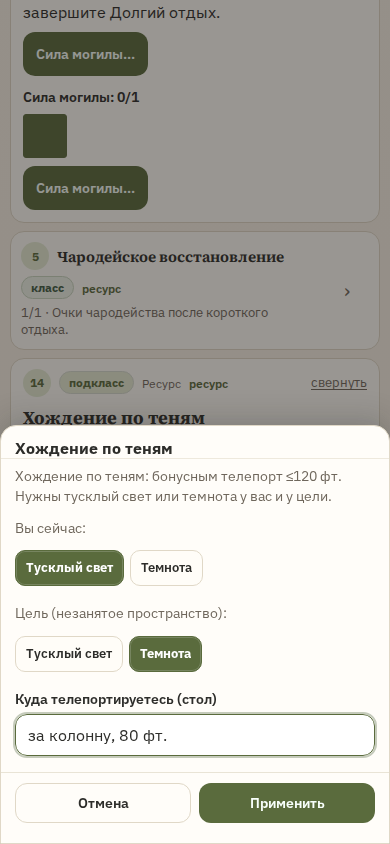 завершите Долгий отдых.
Сила могилы...
Сила могилы: 0/1
Сила могилы...
5
Чародейское восстановление
класс
ресурс
1/1 · Очки чародейства после короткого
отдыха.
›
14
подкласс
Ресурс
ресурс
свернуть
Хождение по теням
Хождение по теням
Хождение по теням: бонусным телепорт ≤120 фт.
Нужны тусклый свет или темнота у вас и у цели.
Вы сейчас:
Тусклый свет
Темнота
Цель (незанятое пространство):
Тусклый свет
Темнота
Куда телепортируетесь (стол)
за колонну, 80 фт.
Отмена
Применить